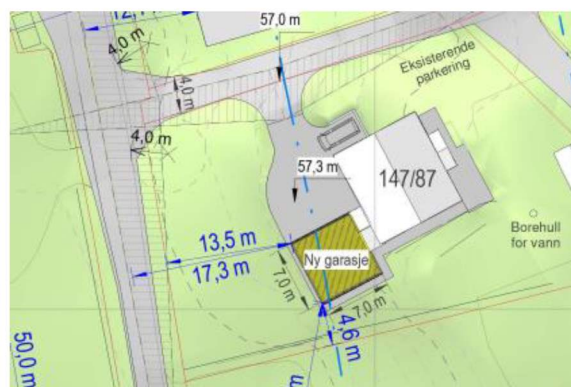 57,0 m
4,0 m
4,0 m
4,0 m
Eksisterende
parkering
57,3 m
147/87
Borehull
for vann
13,5 m
17,3 m
Ny garasje
7,0 m
7,0 m
4,6 m
50,0 m
m